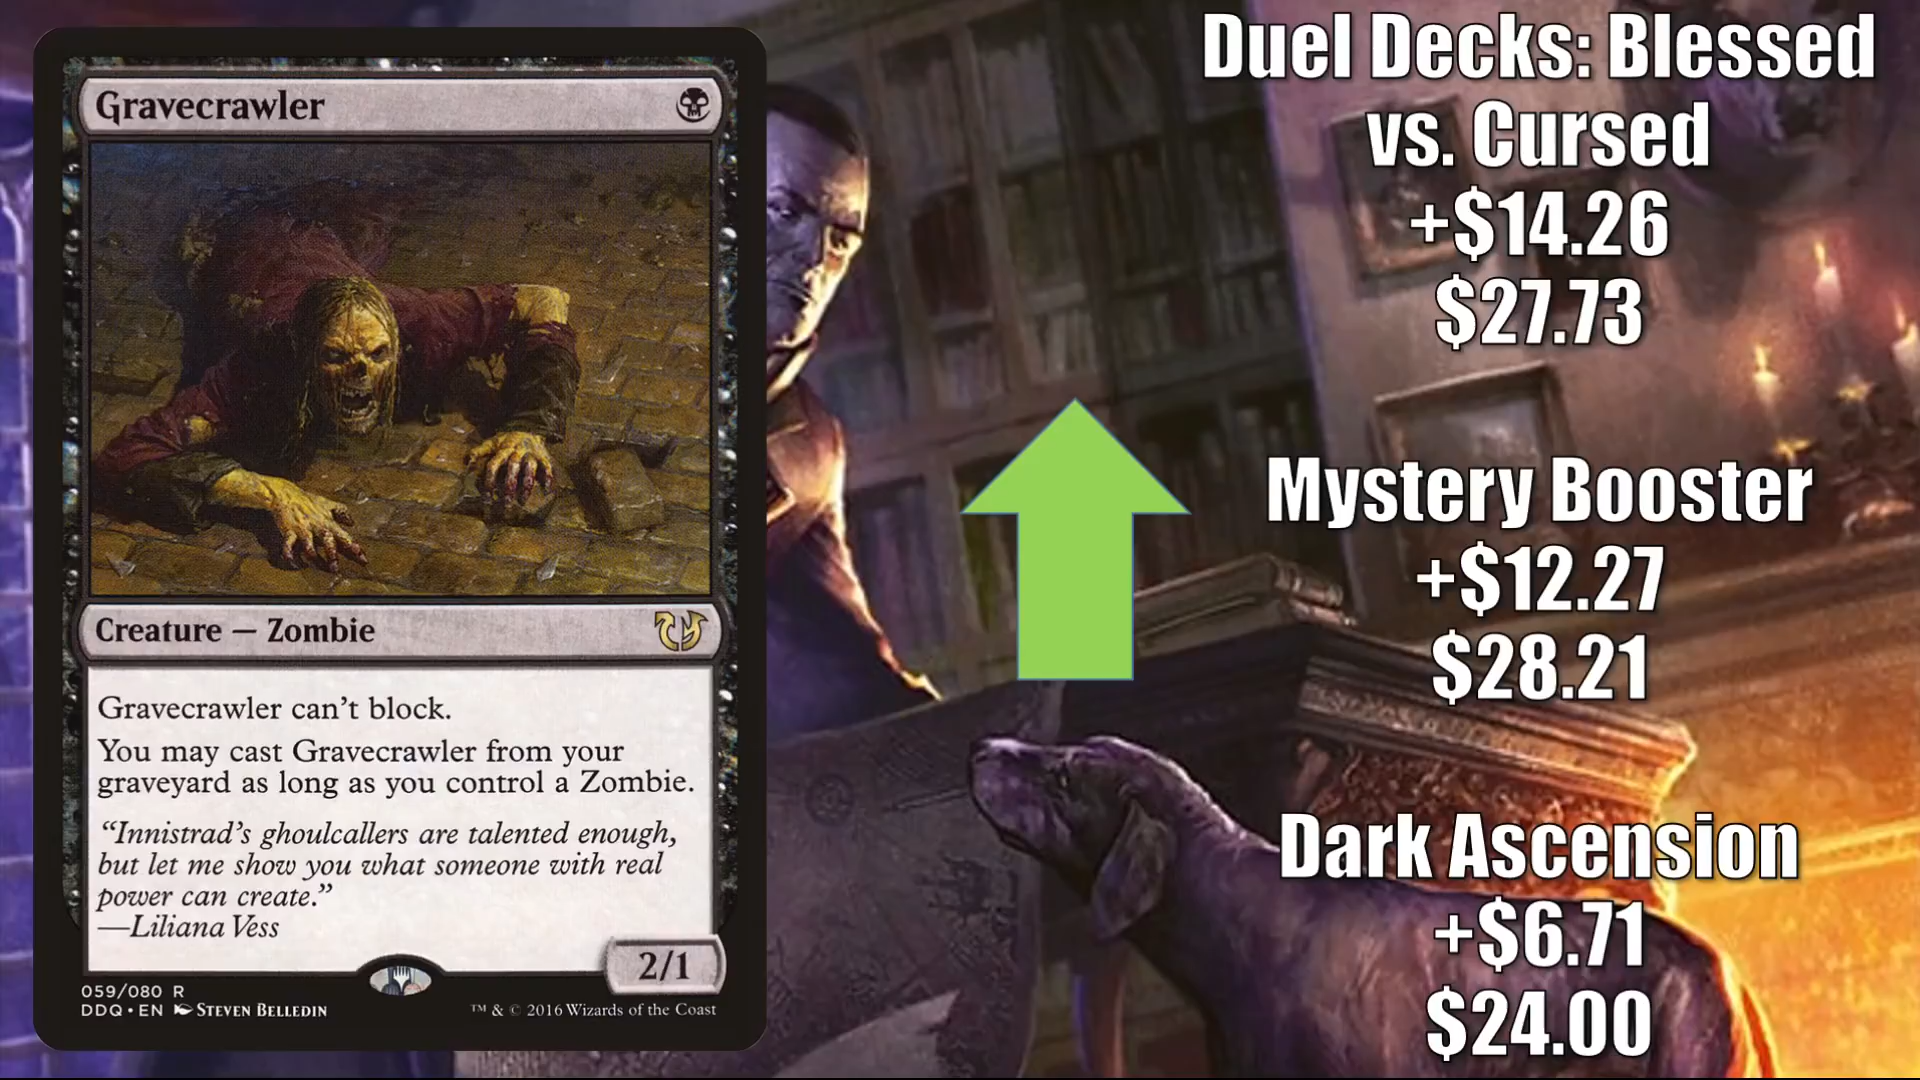 Gravecrawler
Creature — Zombie
Gravecrawler can't block.
You may cast Gravecrawler from your
graveyard as long as you control a Zombie.
“Innistrad's ghoulcallers are talented enough,
but let me show you what someone with real
power can create.”
—Liliana Vess
2/1
059/080 R
DDQ • EN Steven Belledin
™ & © 2016 Wizards of the Coast
Duel Decks: Blessed
vs. Cursed
+$14.26
$27.73
Mystery Booster
+$12.27
$28.21
Dark Ascension
+$6.71
$24.00